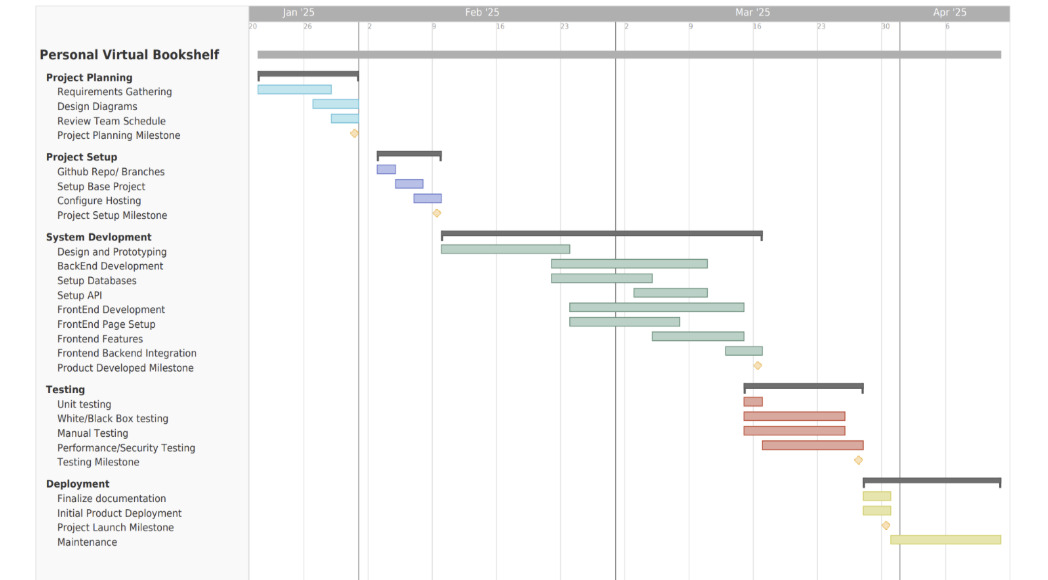 Jan '25 Feb '25 Mar '25 Apr '25
20 26 2 9 16 23 2 9 16 23 30 6
Personal Virtual Bookshelf
Project Planning
Requirements Gathering
Design Diagrams
Review Team Schedule
Project Planning Milestone
Project Setup
Github Repo/ Branches
Setup Base Project
Configure Hosting
Project Setup Milestone
System Devlopment
Design and Prototyping
BackEnd Development
Setup Databases
Setup API
FrontEnd Development
FrontEnd Page Setup
Frontend Features
Frontend Backend Integration
Product Developed Milestone
Testing
Unit testing
White/Black Box testing
Manual Testing
Performance/Security Testing
Testing Milestone
Deployment
Finalize documentation
Initial Product Deployment
Project Launch Milestone
Maintenance